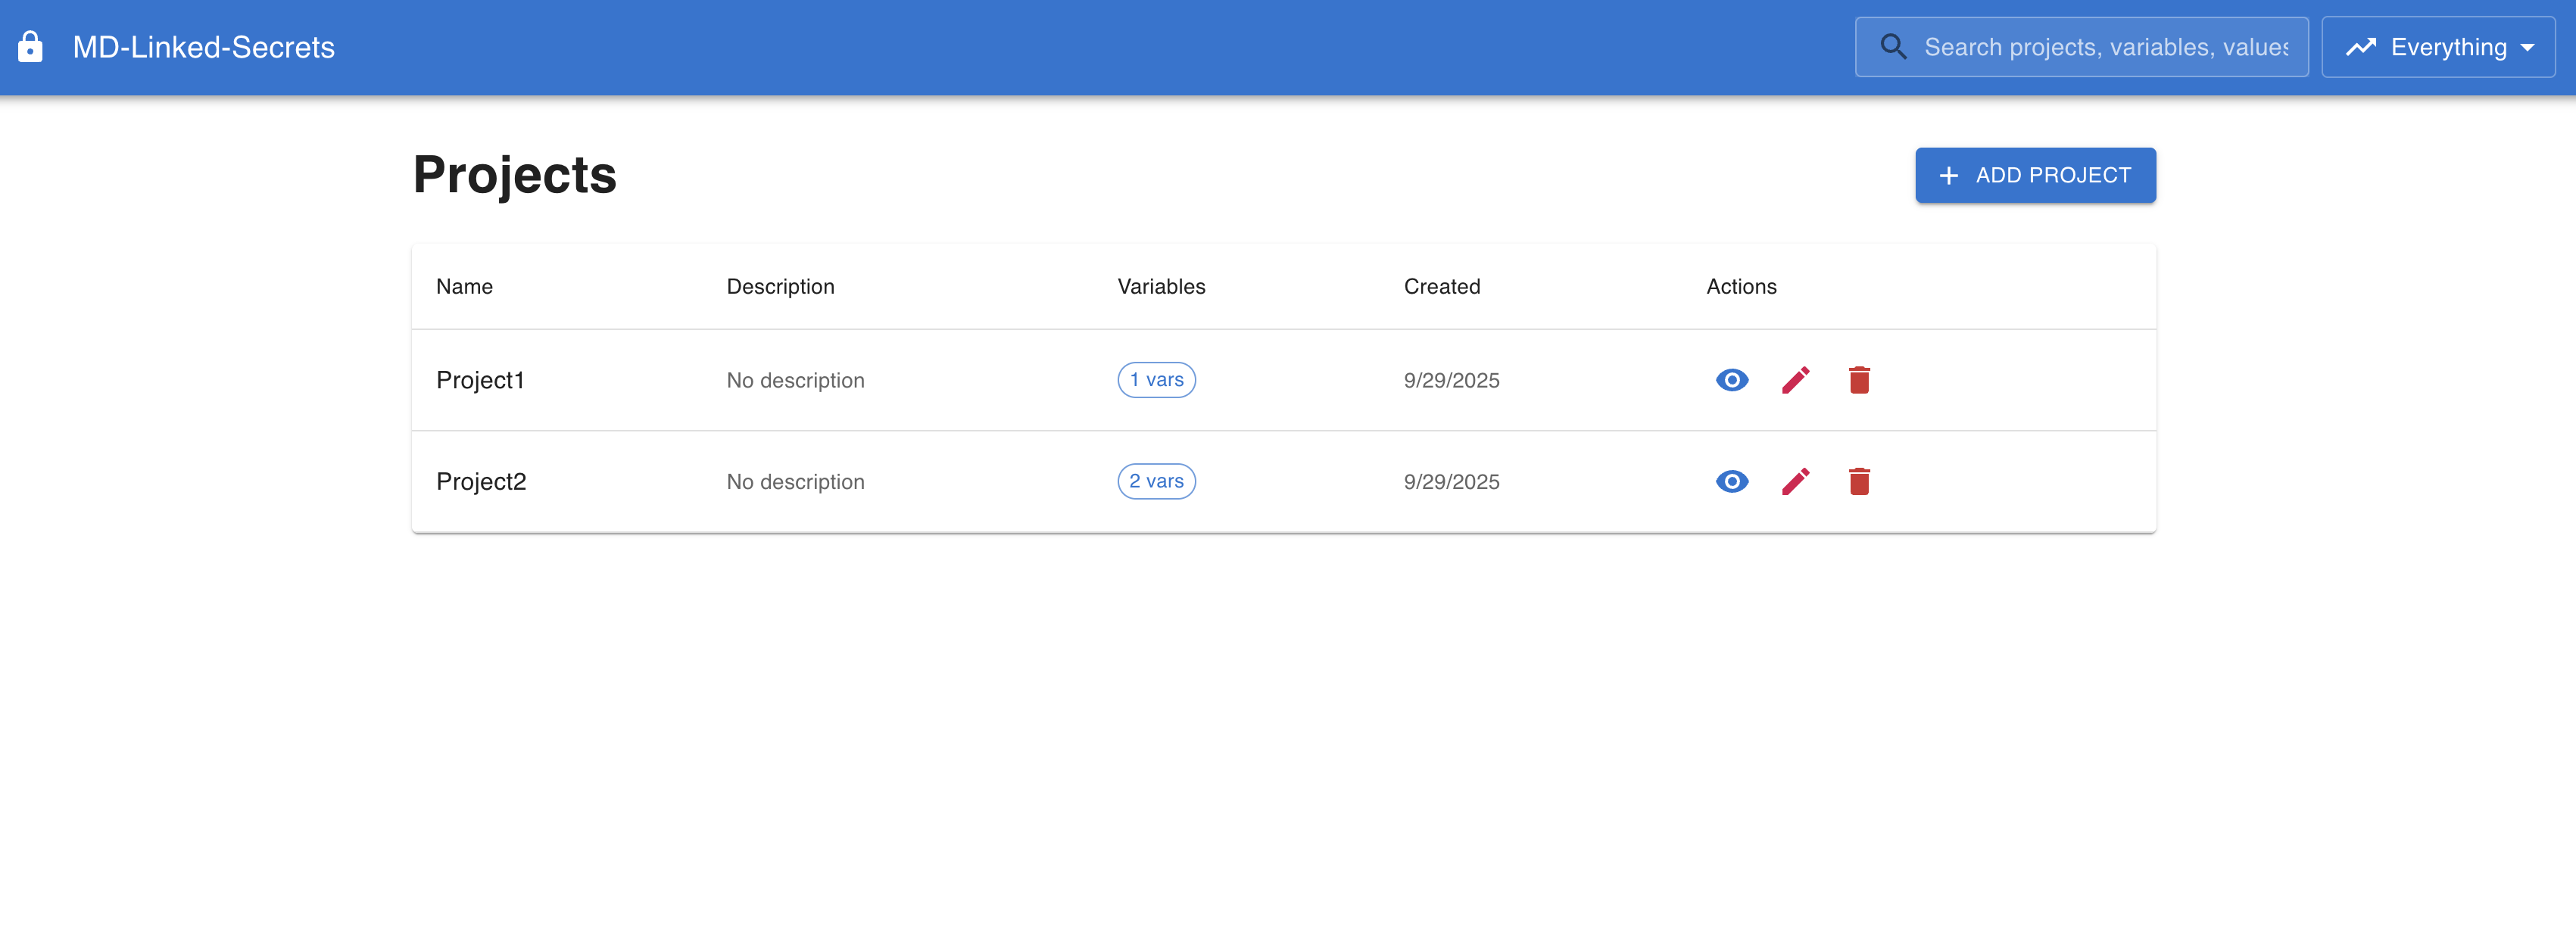 MD-Linked-Secrets
Search projects, variables, values
Everything
Projects
ADD PROJECT
Name Description Variables Created Actions
Project1 No description 1 vars 9/29/2025
Project2 No description 2 vars 9/29/2025